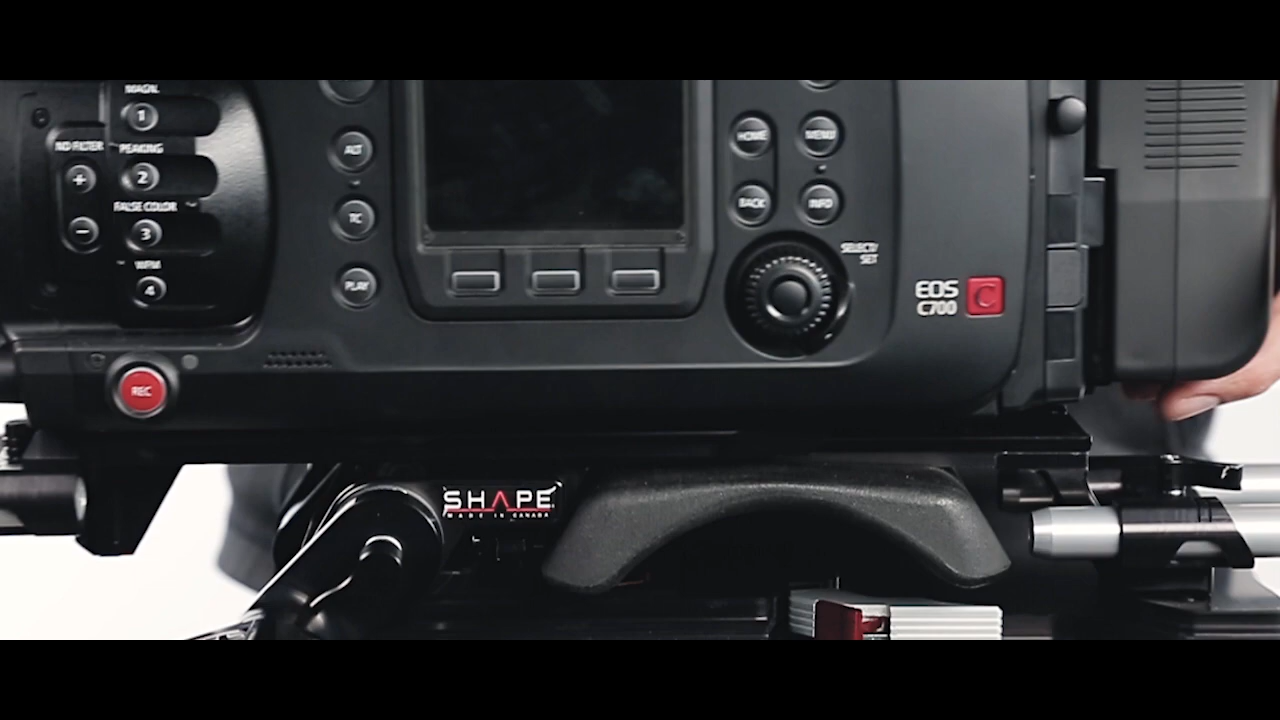 MAGN.
1
ND FILTER
PEAKING
+
2
FALSE COLOR
-
3
WFM
4
REC
ALT
TC
PLAY
HOME
MENU
BACK
INFO
SELECT/
SET
EOS
C700
C
SHAPE
MADE IN CANADA